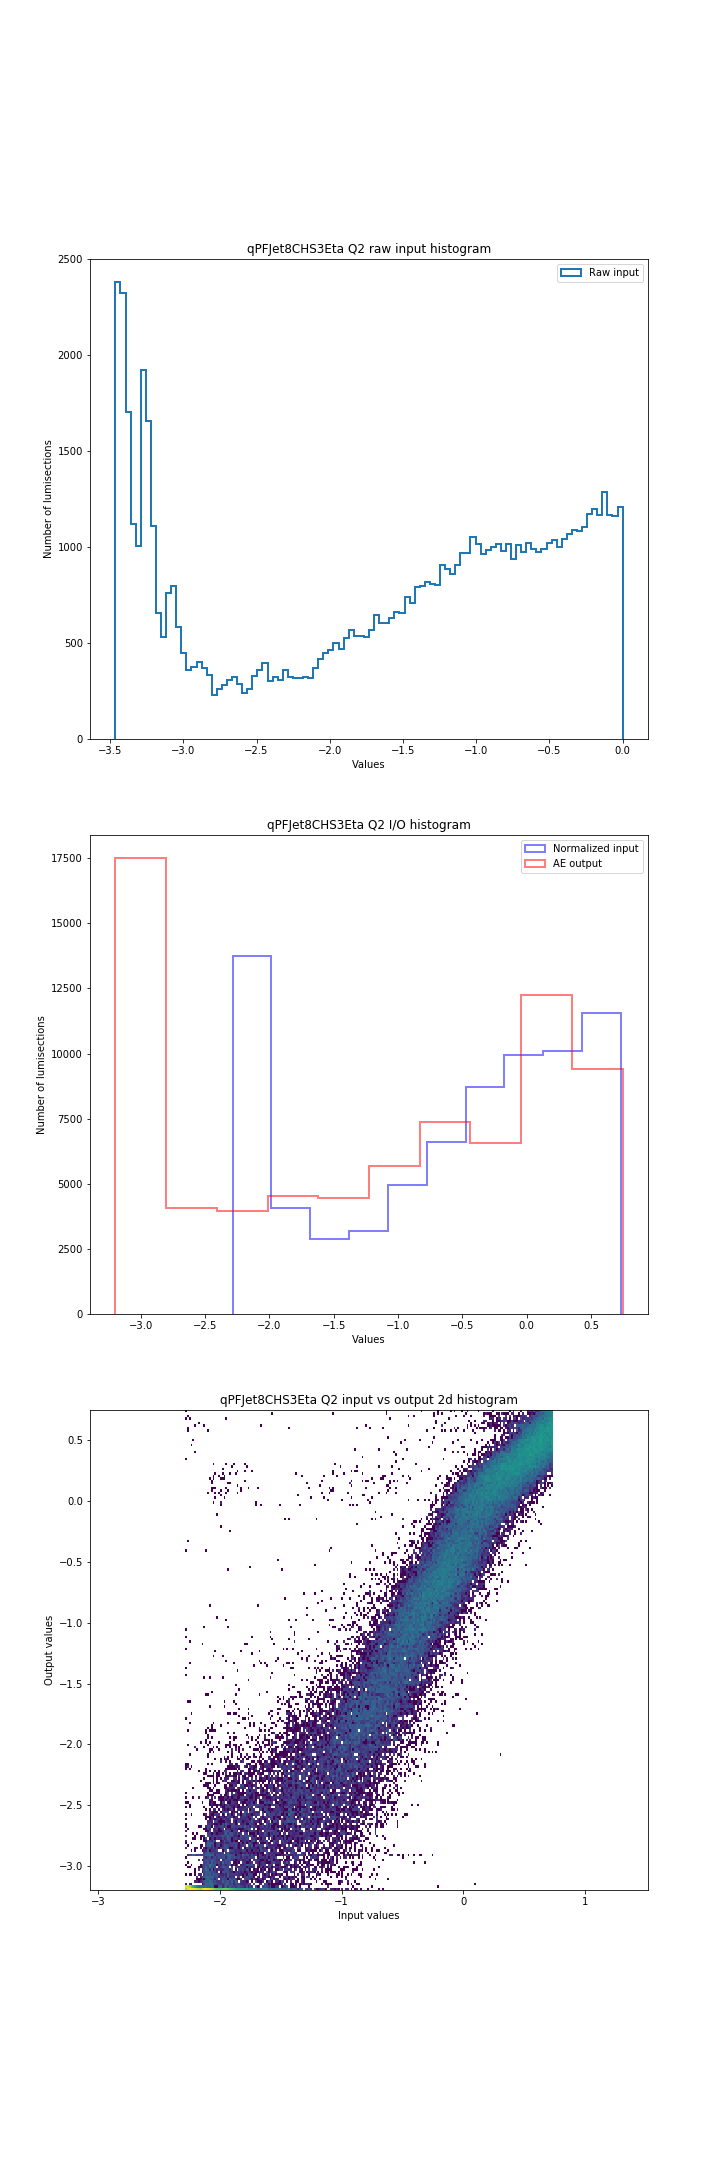 qPFJet8CHS3Eta Q2 raw input histogram
2500
2000
1500
1000
500
0
Number of lumisections
Raw input
−3.5 −3.0 −2.5 −2.0 −1.5 −1.0 −0.5 0.0
Values
qPFJet8CHS3Eta Q2 I/O histogram
17500
15000
12500
10000
7500
5000
2500
0
Number of lumisections
Normalized input
AE output
−3.0 −2.5 −2.0 −1.5 −1.0 −0.5 0.0 0.5
Values
qPFJet8CHS3Eta Q2 input vs output 2d histogram
0.5
0.0
−0.5
−1.0
−1.5
−2.0
−2.5
−3.0
Output values
−3 −2 −1 0 1
Input values